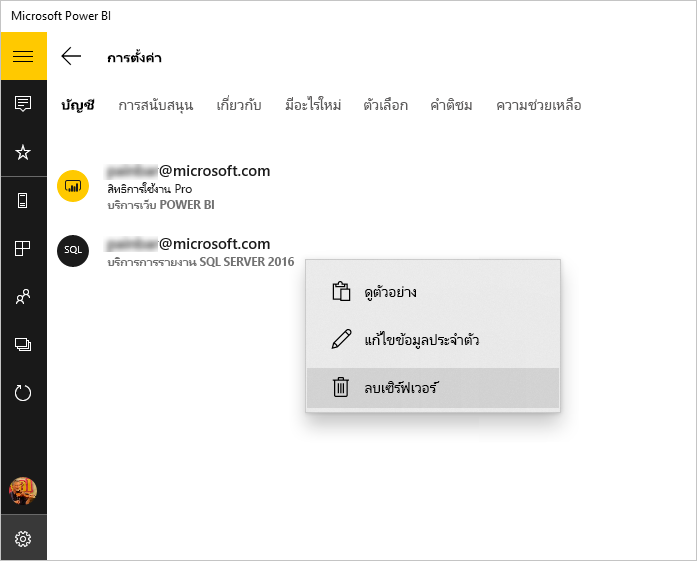 Microsoft Power BI
การตั้งค่า
บัญชี การสนับสนุน เกี่ยวกับ มีอะไรใหม่ ตัวเลือก คำติชม ความช่วยเหลือ
@microsoft.com
สิทธิการใช้งาน Pro
บริการเว็บ POWER BI
SQL
@microsoft.com
บริการการรายงาน SQL SERVER 2016
ดูตัวอย่าง
แก้ไขข้อมูลประจำตัว
ลบเซิร์ฟเวอร์